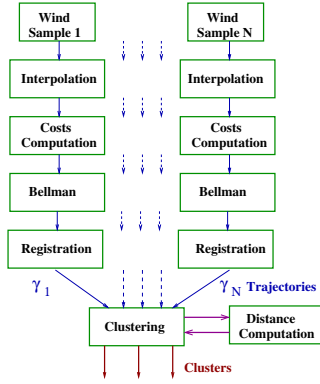 Wind
Sample 1
Wind
Sample N
Interpolation
Interpolation
Costs
Computation
Costs
Computation
Bellman
Bellman
Registration
Registration
γ 1
γ N Trajectories
Clustering
Distance
Computation
Clusters